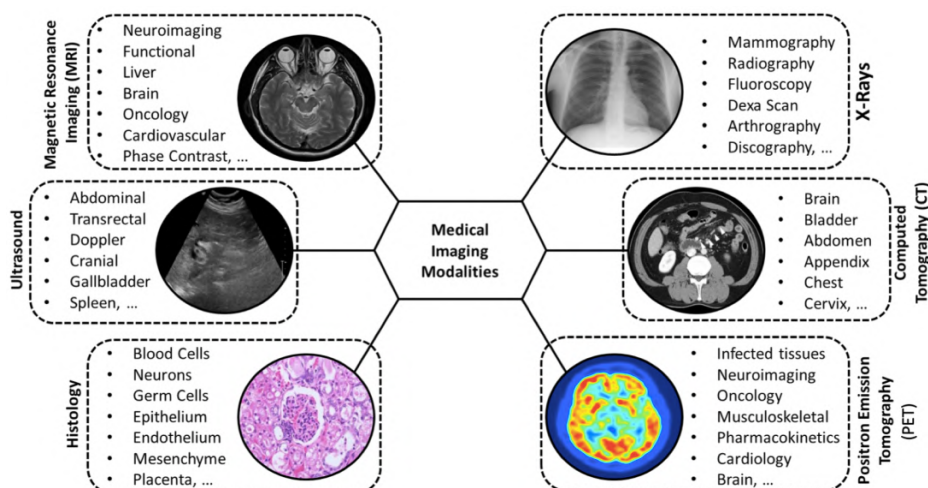 Magnetic Resonance
Imaging (MRI)
• Neuroimaging
• Functional
• Liver
• Brain
• Oncology
• Cardiovascular
• Phase Contrast, ...
X-Rays
• Mammography
• Radiography
• Fluoroscopy
• Dexa Scan
• Arthrography
• Discography, ...
Ultrasound
• Abdominal
• Transrectal
• Doppler
• Cranial
• Gallbladder
• Spleen, ...
Medical
Imaging
Modalities
Computed
Tomography (CT)
• Brain
• Bladder
• Abdomen
• Appendix
• Chest
• Cervix, ...
Histology
• Blood Cells
• Neurons
• Germ Cells
• Epithelium
• Endothelium
• Mesenchyme
• Placenta, ...
Positron Emission
Tomography
(PET)
• Infected tissues
• Neuroimaging
• Oncology
• Musculoskeletal
• Pharmacokinetics
• Cardiology
• Brain, ...